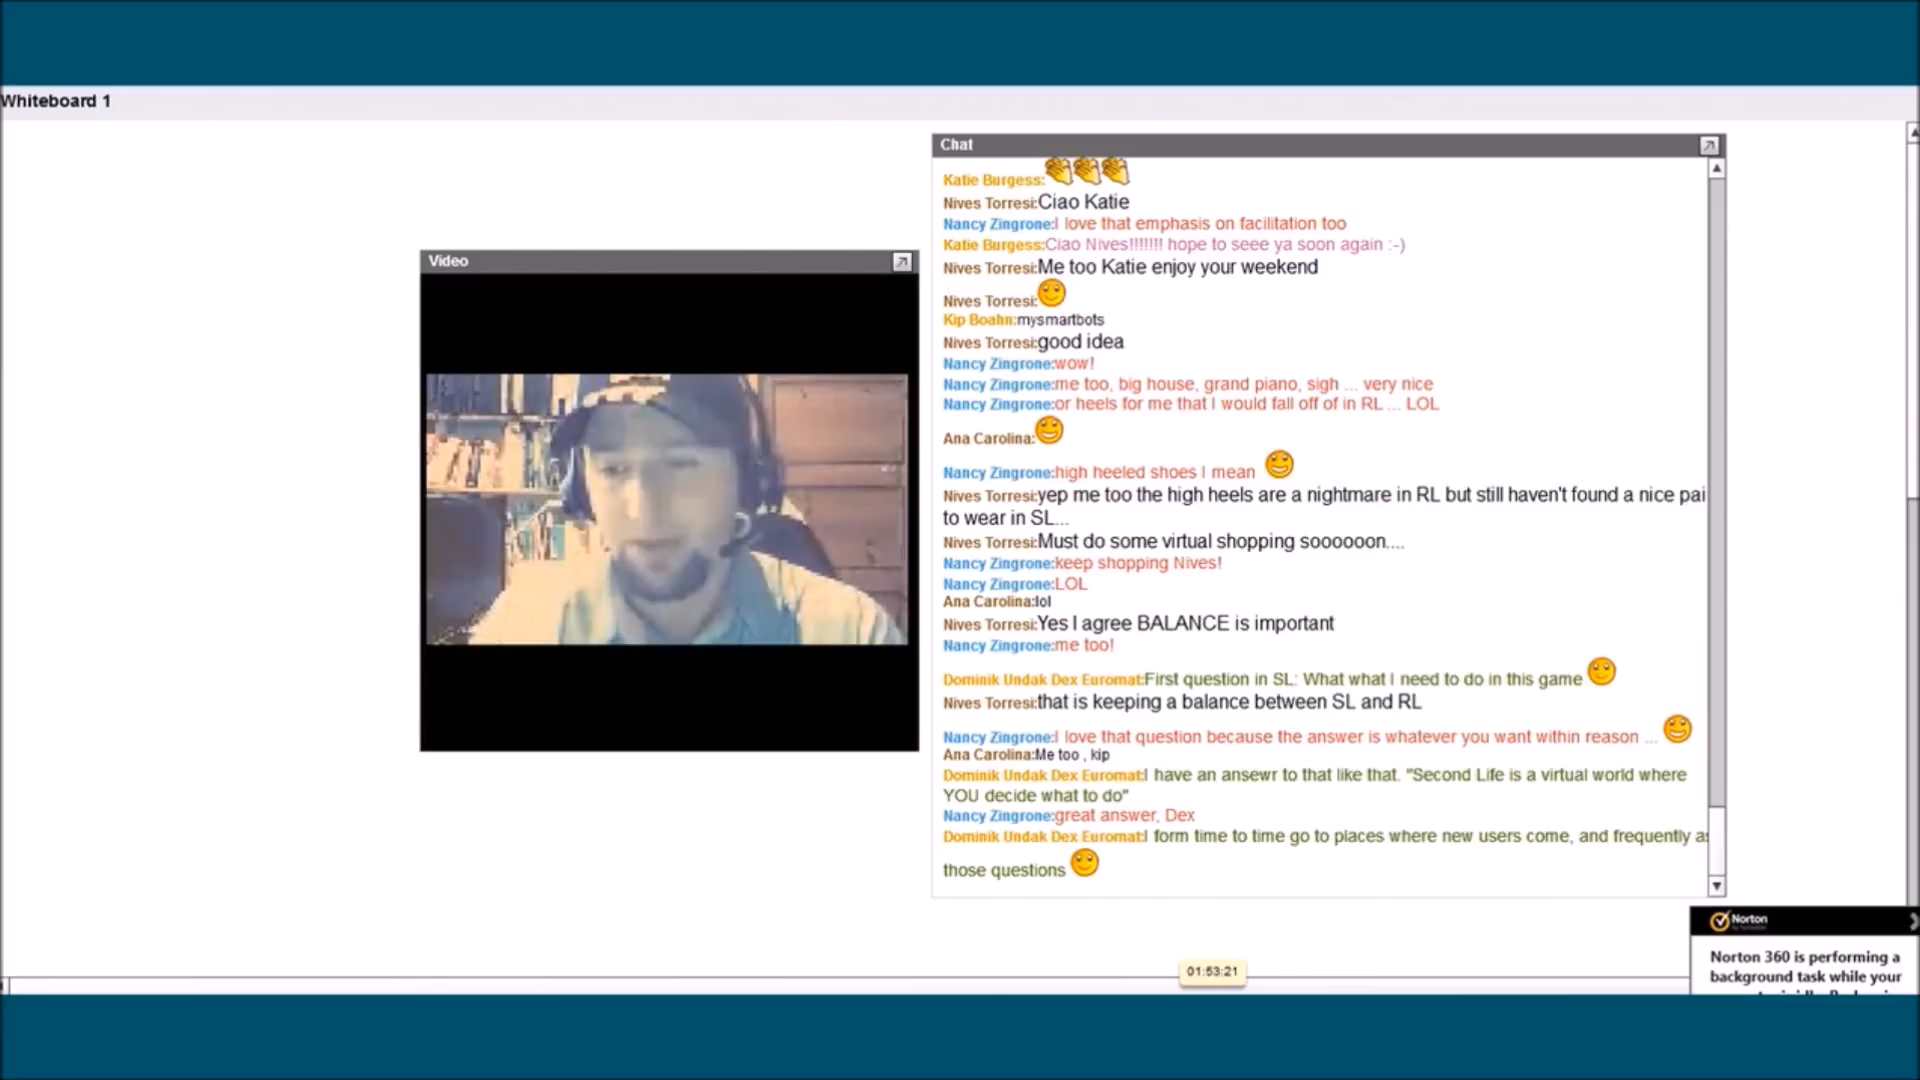 Whiteboard 1
Chat
Katie Burgess:
Nives Torresi:Ciao Katie
Nancy Zingrone:I love that emphasis on facilitation too
Katie Burgess:Ciao Nives!!!!!!! hope to seee ya soon again :-)
Nives Torresi:Me too Katie enjoy your weekend
Nives Torresi:
Kip Boahn:mysmartbots
Nives Torresi:good idea
Nancy Zingrone:wow!
Nancy Zingrone:me too, big house, grand piano, sigh ... very nice
Nancy Zingrone:or heels for me that I would fall off of in RL ... LOL
Ana Carolina:
Nancy Zingrone:high heeled shoes I mean
Nives Torresi:yep me too the high heels are a nightmare in RL but still haven't found a nice pai
to wear in SL...
Nives Torresi:Must do some virtual shopping soooooon....
Nancy Zingrone:keep shopping Nives!
Nancy Zingrone:LOL
Ana Carolina:lol
Nives Torresi:Yes I agree BALANCE is important
Nancy Zingrone:me too!
Dominik Undak Dex Euromat:First question in SL: What what I need to do in this game
Nives Torresi:that is keeping a balance between SL and RL
Nancy Zingrone:I love that question because the answer is whatever you want within reason ...
Ana Carolina:Me too , kip
Dominik Undak Dex Euromat:I have an ansewr to that like that. "Second Life is a virtual world where
YOU decide what to do"
Nancy Zingrone:great answer, Dex
Dominik Undak Dex Euromat:I form time to time go to places where new users come, and frequently as
those questions
Video
Norton
Norton 360 is performing a
background task while your
01:53:21